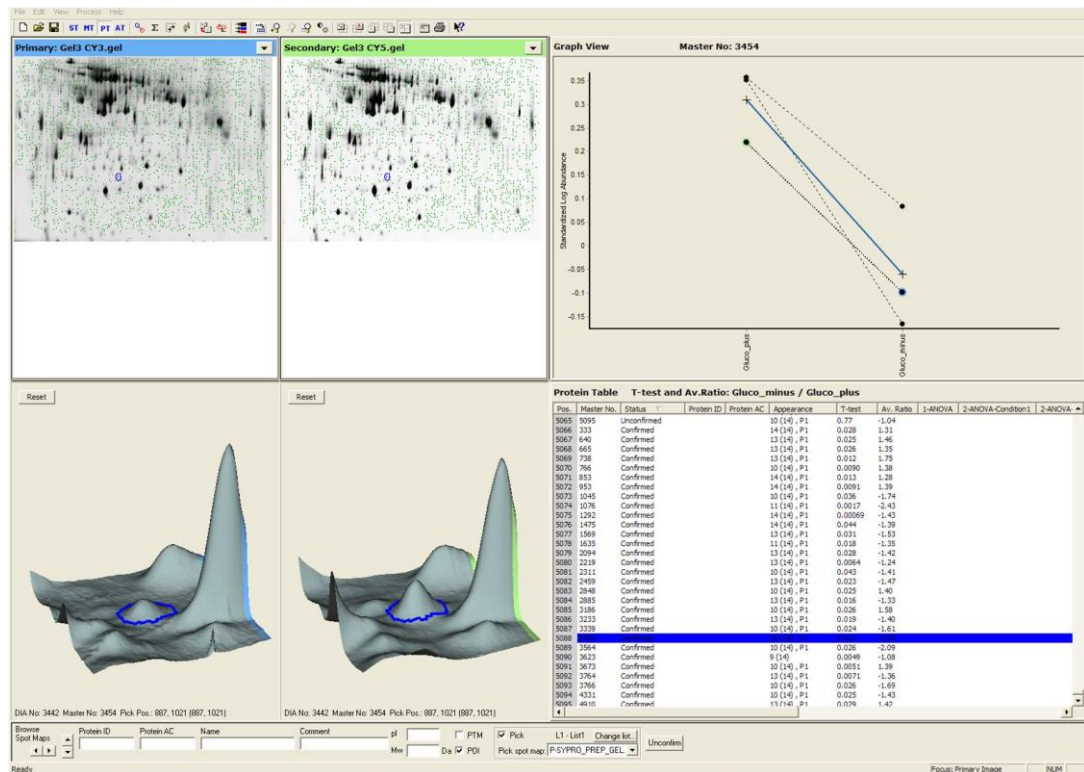 File Edit View Process Help
ST MT PT AT
Primary: Gel3 CY3.gel
Secondary: Gel3 CY5.gel
Graph View Master No: 3454
Standardized Log Abundance
0.35
0.3
0.25
0.2
0.15
0.1
0.05
0
-0.05
-0.1
-0.15
Gluco_plus
Gluco_minus
Reset
Reset
DIA No: 3442 Master No: 3454 Pick Pos.: 887, 1021 (887, 1021)
DIA No: 3442 Master No: 3454 Pick Pos.: 887, 1021 (887, 1021)
Protein Table T-test and Av.Ratio: Gluco_minus / Gluco_plus
Pos. Master No. Status Protein ID Protein AC Appearance T-test Av. Ratio 1-ANOVA 2-ANOVA-Condition1 2-ANOVA-
5065 5095 Unconfirmed 10 (14) , P1 0.77 -1.04
5066 333 Confirmed 14 (14) , P1 0.028 1.31
5067 640 Confirmed 13 (14) , P1 0.025 1.46
5068 665 Confirmed 13 (14) , P1 0.026 1.35
5069 738 Confirmed 13 (14) , P1 0.012 1.75
5070 766 Confirmed 10 (14) , P1 0.0090 1.38
5071 853 Confirmed 14 (14) , P1 0.013 1.28
5072 953 Confirmed 14 (14) , P1 0.0091 1.39
5073 1045 Confirmed 10 (14) , P1 0.036 -1.74
5074 1076 Confirmed 11 (14) , P1 0.0017 -2.43
5075 1292 Confirmed 14 (14) , P1 0.00069 -1.43
5076 1475 Confirmed 14 (14) , P1 0.044 -1.39
5077 1569 Confirmed 13 (14) , P1 0.031 -1.53
5078 1635 Confirmed 11 (14) , P1 0.018 -1.35
5079 2094 Confirmed 13 (14) , P1 0.028 -1.42
5080 2219 Confirmed 13 (14) , P1 0.0064 -1.24
5081 2311 Confirmed 10 (14) , P1 0.043 -1.41
5082 2459 Confirmed 13 (14) , P1 0.023 -1.47
5083 2848 Confirmed 10 (14) , P1 0.025 1.40
5084 2885 Confirmed 13 (14) , P1 0.016 -1.33
5085 3186 Confirmed 10 (14) , P1 0.026 1.58
5086 3233 Confirmed 13 (14) , P1 0.019 -1.40
5087 3339 Confirmed 10 (14) , P1 0.024 -1.61
5088
5089 3564 Confirmed 10 (14) , P1 0.026 -2.09
5090 3623 Confirmed 9 (14) 0.0049 -1.08
5091 3673 Confirmed 10 (14) , P1 0.0051 1.39
5092 3764 Confirmed 13 (14) , P1 0.0071 -1.36
5093 3766 Confirmed 10 (14) , P1 0.026 -1.69
5094 4331 Confirmed 10 (14) , P1 0.025 -1.43
5095 4910 Confirmed 13 (14) , P1 0.029 1.42
Browse Spot Maps Protein ID Protein AC Name Comment pI PTM Pick L1 - List1 Change list..
Mw Da POI Pick spot map: P-SYPRO_PREP_GEL. Unconfirm
Ready Focus: Primary Image NUM